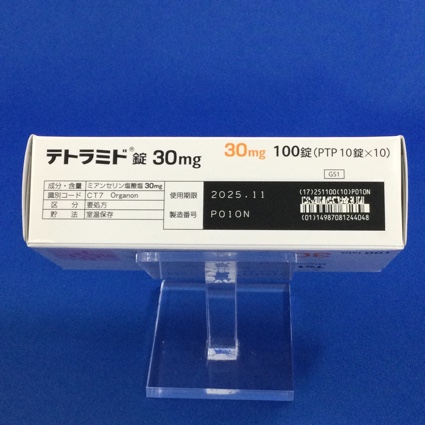 テトラミド®錠 30mg
30mg 100錠(PTP 10錠×10)
GS1
成分・含量 ミアンセリン塩酸塩 30mg
識別コード CT7 Organon
区分 要処方
貯法 室温保存
使用期限 2025.11
製造番号 P010N
(17)251100(10)P010N
(01)14987081244048